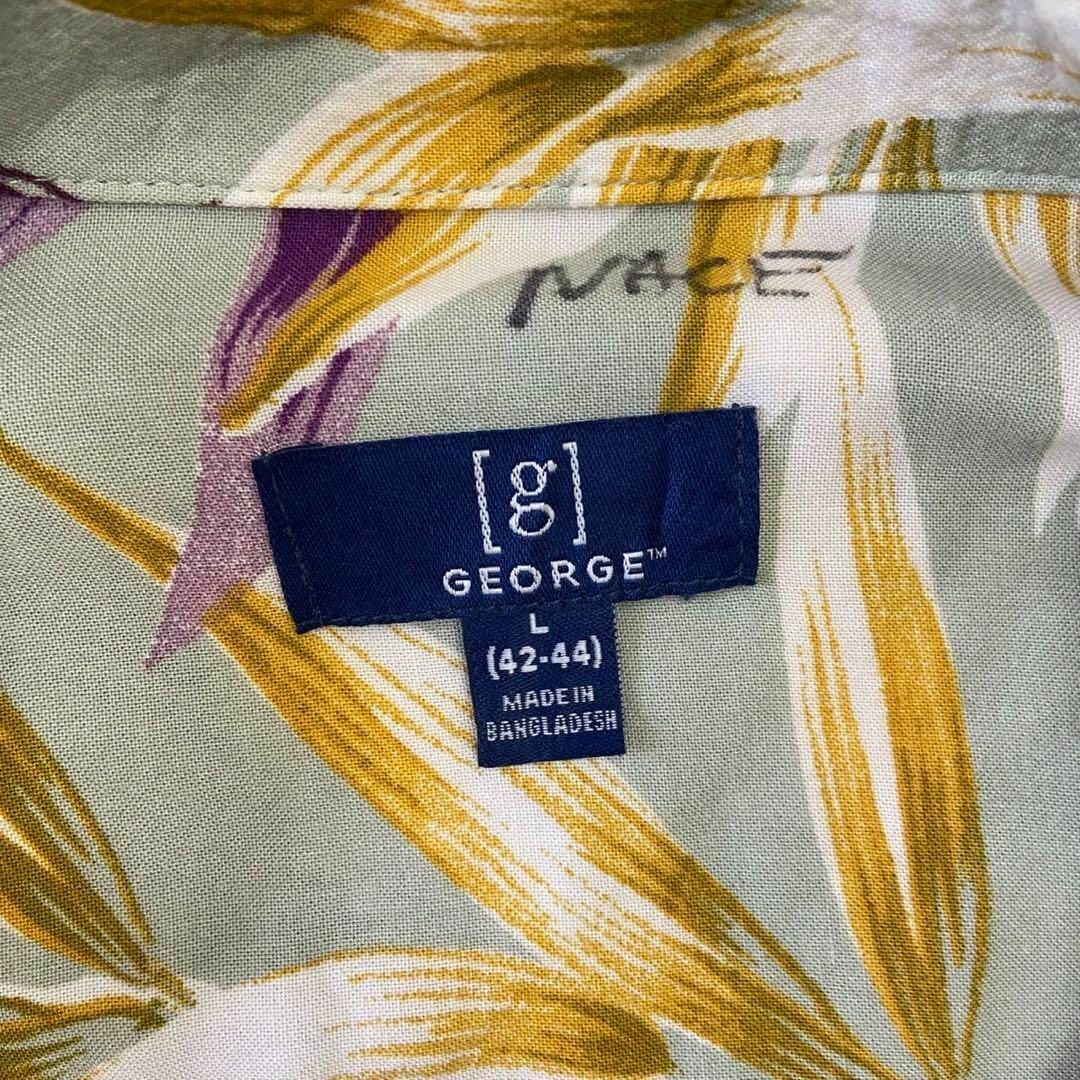 NACE
[g]
GEORGE™
L
(42-44)
MADE IN
BANGLADESH